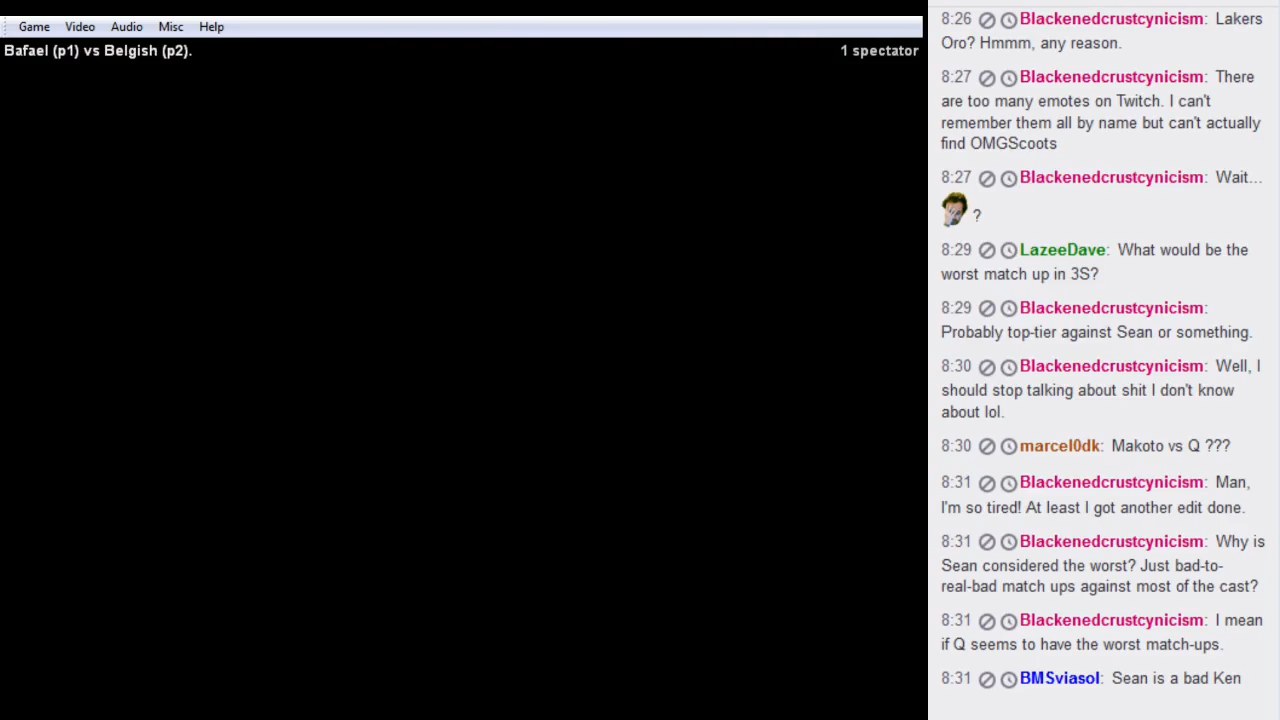 Game Video Audio Misc Help
Bafael (p1) vs Belgish (p2). 1 spectator
8:26 Blackenedcrustcynicism: Lakers
Oro? Hmmm, any reason.
8:27 Blackenedcrustcynicism: There
are too many emotes on Twitch. I can't
remember them all by name but can't actually
find OMGScoots
8:27 Blackenedcrustcynicism: Wait...
?
8:29 LazeeDave: What would be the
worst match up in 3S?
8:29 Blackenedcrustcynicism:
Probably top-tier against Sean or something.
8:30 Blackenedcrustcynicism: Well, I
should stop talking about shit I don't know
about lol.
8:30 marcel0dk: Makoto vs Q ???
8:31 Blackenedcrustcynicism: Man,
I'm so tired! At least I got another edit done.
8:31 Blackenedcrustcynicism: Why is
Sean considered the worst? Just bad-to-
real-bad match ups against most of the cast?
8:31 Blackenedcrustcynicism: I mean
if Q seems to have the worst match-ups.
8:31 BMSviasol: Sean is a bad Ken